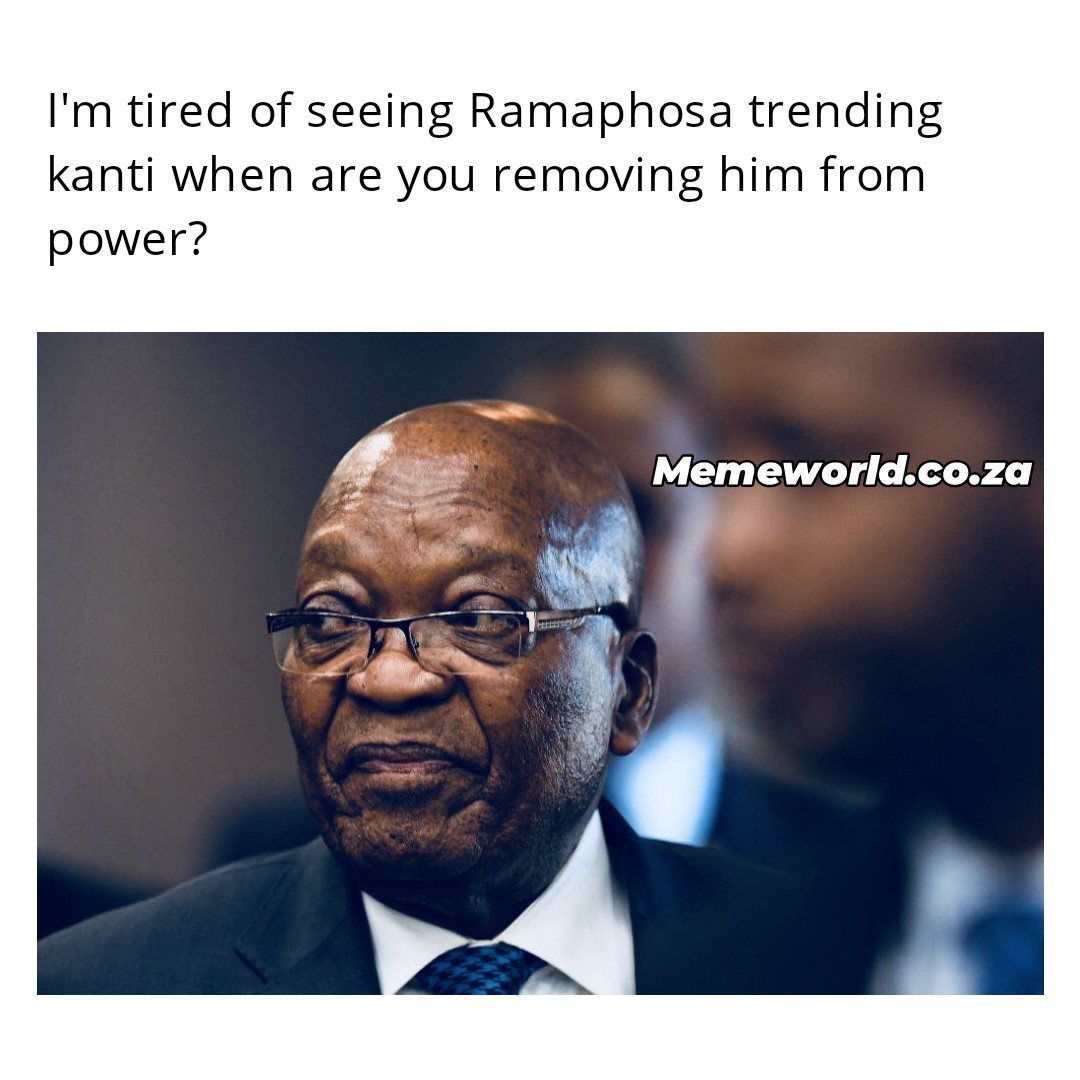 I'm tired of seeing Ramaphosa trending
kanti when are you removing him from
power?
Memeworld.co.za